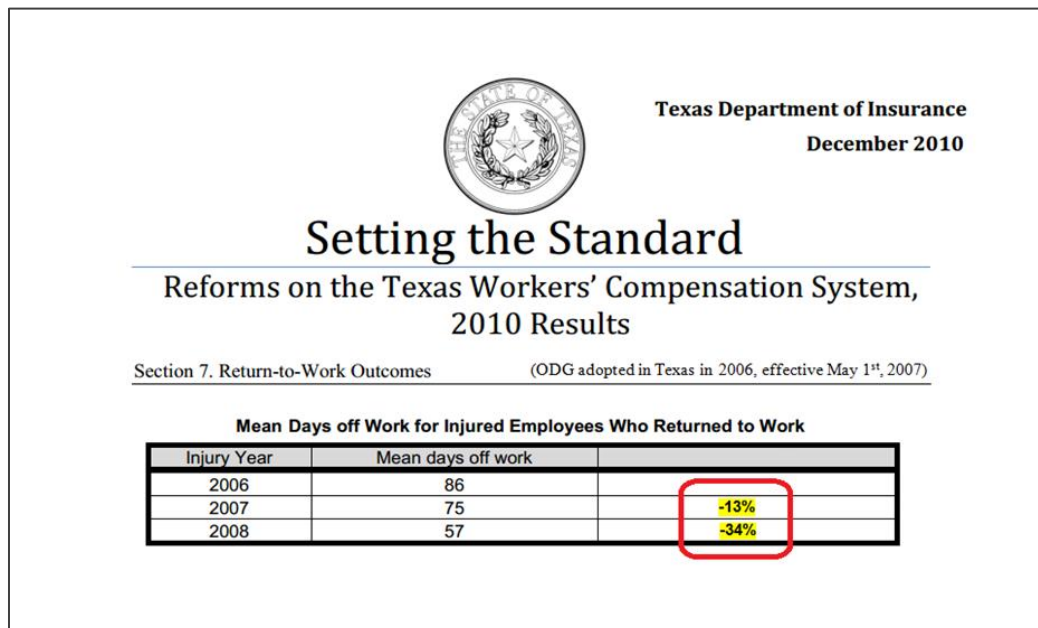 THE STATE OF TEXAS
Texas Department of Insurance
December 2010
Setting the Standard
Reforms on the Texas Workers’ Compensation System,
2010 Results
Section 7. Return-to-Work Outcomes (ODG adopted in Texas in 2006, effective May 1st, 2007)
Mean Days off Work for Injured Employees Who Returned to Work
Injury Year Mean days off work
2006 86
2007 75 -13%
2008 57 -34%